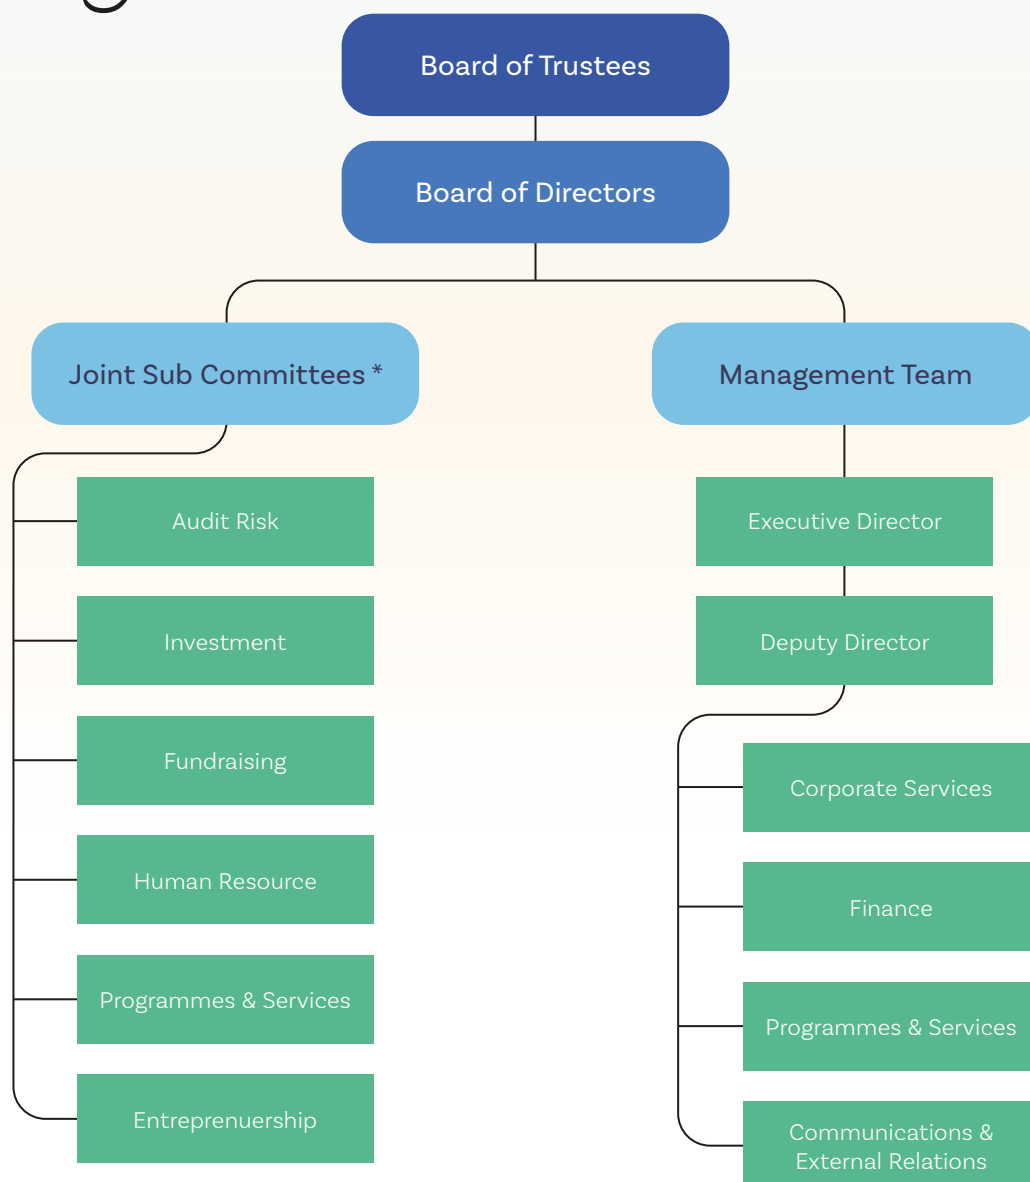 Board of Trustees
Board of Directors
Joint Sub Committees *
Audit Risk
Investment
Fundraising
Human Resource
Programmes & Services
Entreprenuership
Management Team
Executive Director
Deputy Director
Corporate Services
Finance
Programmes & Services
Communications &
External Relations